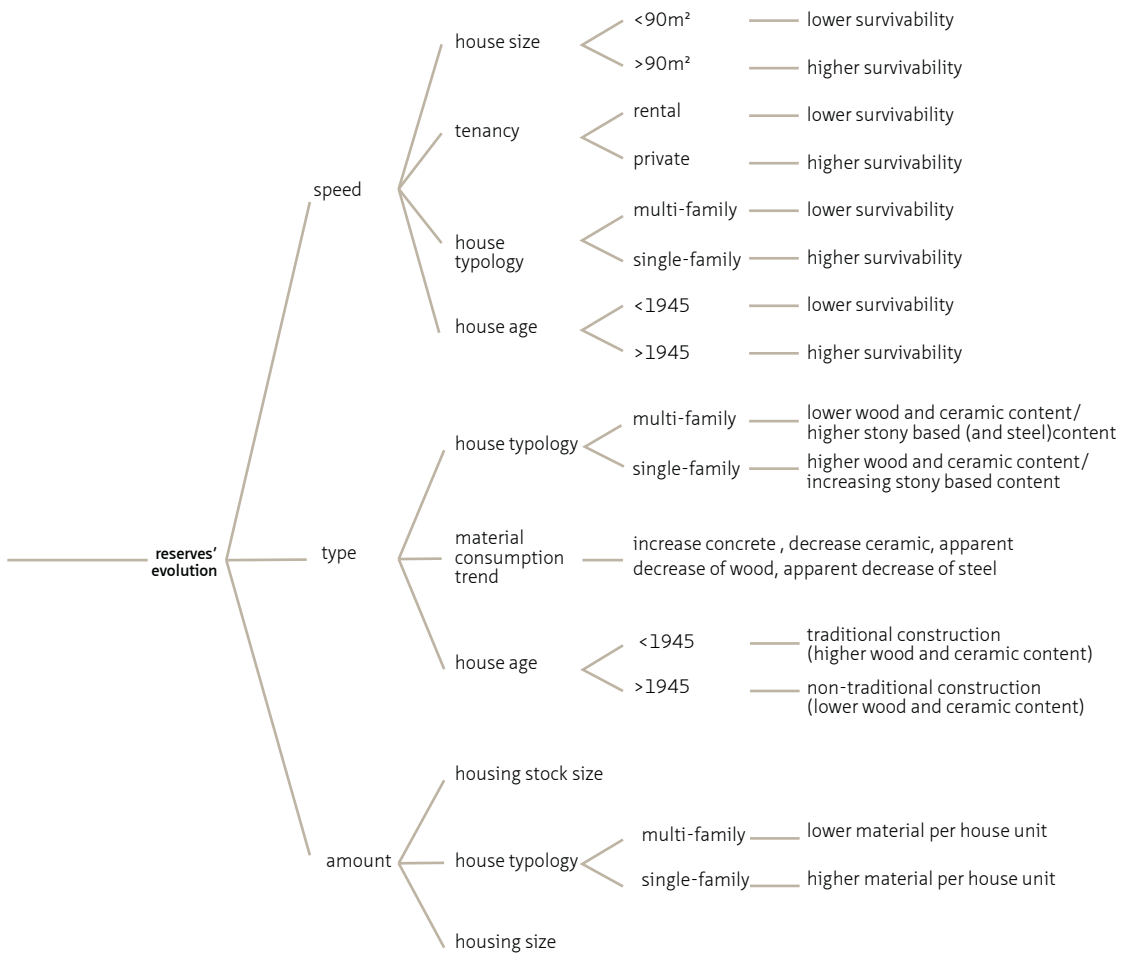 reserves'
evolution
speed
house size
<90m²
lower survivability
>90m²
higher survivability
tenancy
rental
lower survivability
private
higher survivability
house
typology
multi-family
lower survivability
single-family
higher survivability
house age
<1945
lower survivability
>1945
higher survivability
type
house typology
multi-family
lower wood and ceramic content/
higher stony based (and steel)content
single-family
higher wood and ceramic content/
increasing stony based content
material
consumption
trend
increase concrete , decrease ceramic, apparent
decrease of wood, apparent decrease of steel
house age
<1945
traditional construction
(higher wood and ceramic content)
>1945
non-traditional construction
(lower wood and ceramic content)
amount
housing stock size
house typology
multi-family
lower material per house unit
single-family
higher material per house unit
housing size